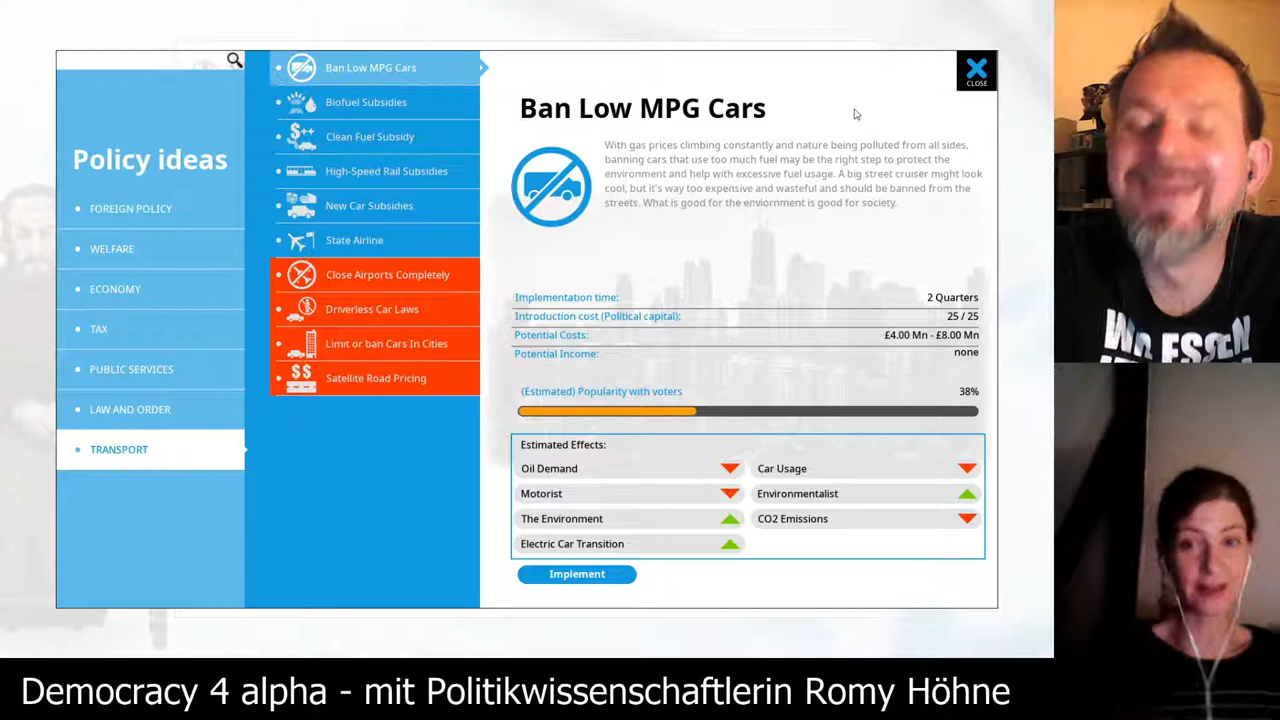 Policy ideas
FOREIGN POLICY
WELFARE
ECONOMY
TAX
PUBLIC SERVICES
LAW AND ORDER
TRANSPORT
Ban Low MPG Cars
Biofuel Subsidies
Clean Fuel Subsidy
High-Speed Rail Subsidies
New Car Subsidies
State Airline
Close Airports Completely
Driverless Car Laws
Limit or ban Cars In Cities
Satellite Road Pricing
CLOSE
Ban Low MPG Cars
With gas prices climbing constantly and nature being polluted from all sides,
banning cars that use too much fuel may be the right step to protect the
environment and help with excessive fuel usage. A big street cruiser might look
cool, but it's way too expensive and wasteful and should be banned from the
streets. What is good for the enviornment is good for society.
Implementation time: 2 Quarters
Introduction cost (Political capital): 25 / 25
Potential Costs: £4.00 Mn - £8.00 Mn
Potential Income: none
(Estimated) Popularity with voters 38%
Estimated Effects:
Oil Demand Car Usage
Motorist Environmentalist
The Environment CO2 Emissions
Electric Car Transition
Implement
Democracy 4 alpha - mit Politikwissenschaftlerin Romy Höhne